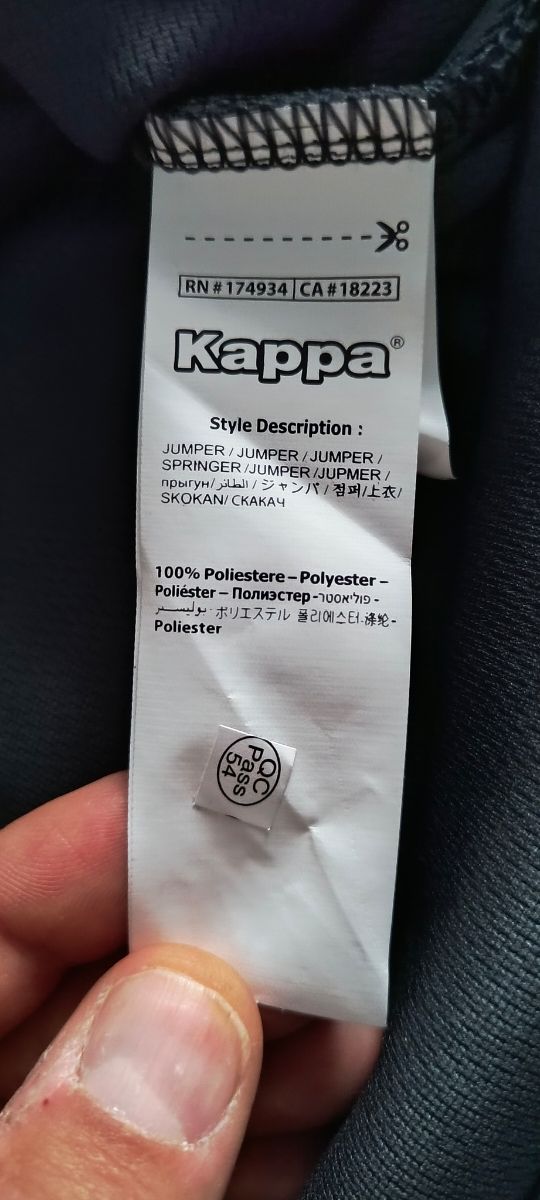 RN # 174934 CA # 18223
Kappa®
Style Description :
JUMPER / JUMPER / JUMPER /
SPRINGER /JUMPER /JUPMER /
прыгун/ الطائر / ジャンパ / 점퍼/上衣/
SKOKAN/ СКАКАЧ
100% Poliestere – Polyester –
Poliéster – Полиэстер -פוליאסטר -
بوليستر - ポリエステル 폴리에스터-涤纶-
Poliester
QC
Pass
54